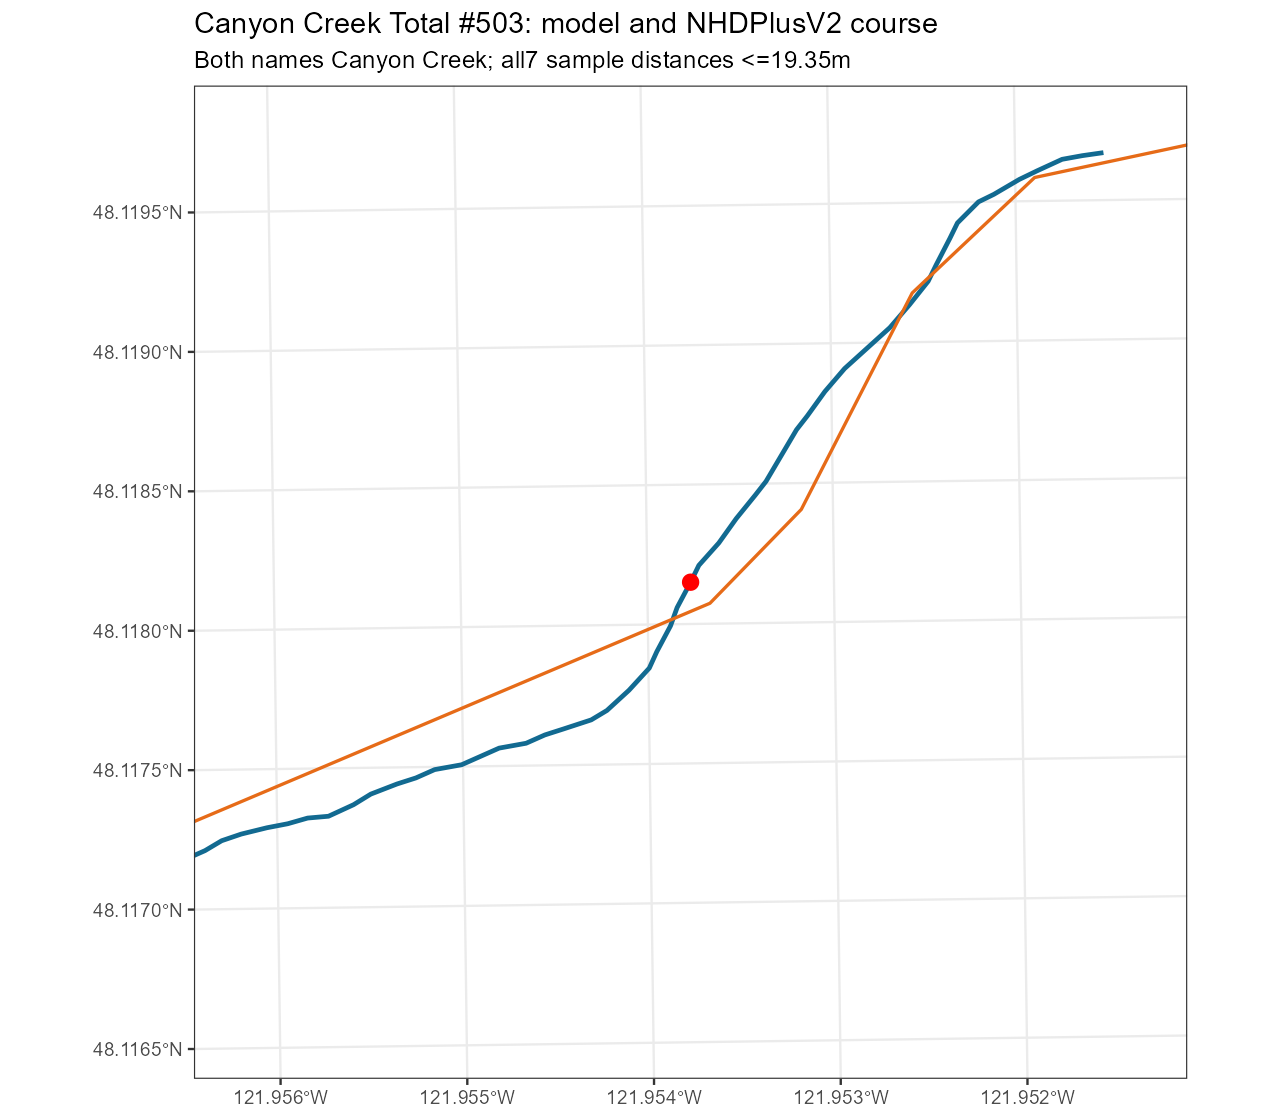 Canyon Creek Total #503: model and NHDPlusV2 course
Both names Canyon Creek; all7 sample distances <=19.35m
48.1195°N
48.1190°N
48.1185°N
48.1180°N
48.1175°N
48.1170°N
48.1165°N
121.956°W 121.955°W 121.954°W 121.953°W 121.952°W